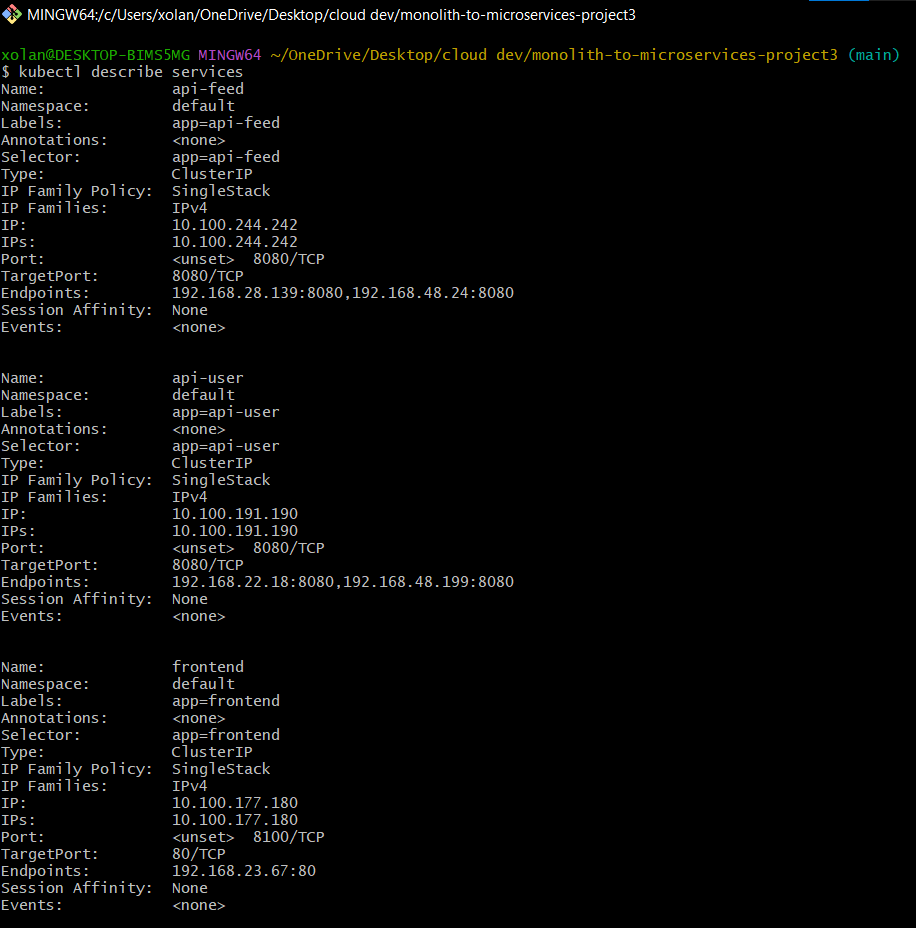 MINGW64:/c/Users/xolan/OneDrive/Desktop/cloud dev/monolith-to-microservices-project3
xolan@DESKTOP-BIMS5MG MINGW64 ~/OneDrive/Desktop/cloud dev/monolith-to-microservices-project3 (main)
$ kubectl describe services
Name:              api-feed
Namespace:         default
Labels:            app=api-feed
Annotations:       <none>
Selector:          app=api-feed
Type:              ClusterIP
IP Family Policy:  SingleStack
IP Families:       IPv4
IP:                10.100.244.242
IPs:               10.100.244.242
Port:              <unset>  8080/TCP
TargetPort:        8080/TCP
Endpoints:         192.168.28.139:8080,192.168.48.24:8080
Session Affinity:  None
Events:            <none>

Name:              api-user
Namespace:         default
Labels:            app=api-user
Annotations:       <none>
Selector:          app=api-user
Type:              ClusterIP
IP Family Policy:  SingleStack
IP Families:       IPv4
IP:                10.100.191.190
IPs:               10.100.191.190
Port:              <unset>  8080/TCP
TargetPort:        8080/TCP
Endpoints:         192.168.22.18:8080,192.168.48.199:8080
Session Affinity:  None
Events:            <none>

Name:              frontend
Namespace:         default
Labels:            app=frontend
Annotations:       <none>
Selector:          app=frontend
Type:              ClusterIP
IP Family Policy:  SingleStack
IP Families:       IPv4
IP:                10.100.177.180
IPs:               10.100.177.180
Port:              <unset>  8100/TCP
TargetPort:        80/TCP
Endpoints:         192.168.23.67:80
Session Affinity:  None
Events:            <none>